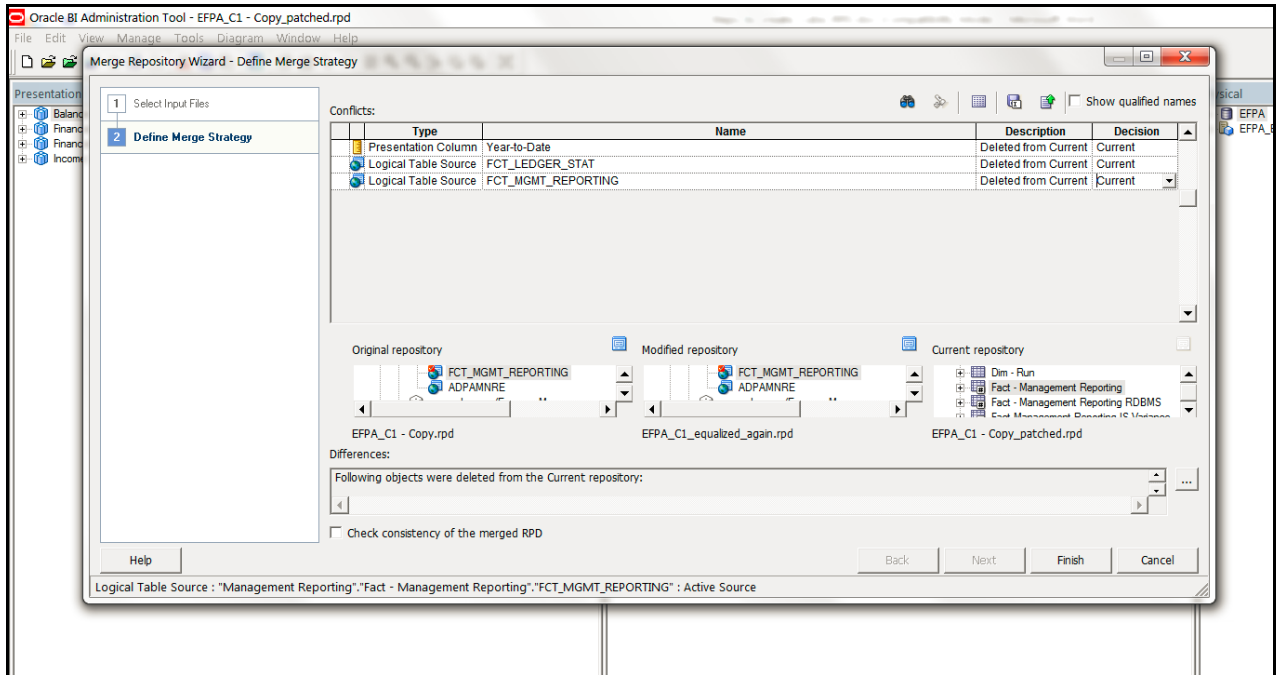 Oracle BI Administration Tool - EFPA_C1 - Copy_patched.rpd
File Edit View Manage Tools Diagram Window Help
Merge Repository Wizard - Define Merge Strategy
Presentation
sical
Balanc
Financ
Financ
Income
EFPA
EFPA_E
1 Select Input Files
2 Define Merge Strategy
Conflicts:
Show qualified names
Type Name Description Decision
Presentation Column Year-to-Date Deleted from Current Current
Logical Table Source FCT_LEDGER_STAT Deleted from Current Current
Logical Table Source FCT_MGMT_REPORTING Deleted from Current Current
Original repository Modified repository Current repository
FCT_MGMT_REPORTING
ADPAMNRE
FCT_MGMT_REPORTING
ADPAMNRE
Dim - Run
Fact - Management Reporting
Fact - Management Reporting RDBMS
Fact Management Reporting IS Variance
EFPA_C1 - Copy.rpd EFPA_C1_equalized_again.rpd EFPA_C1 - Copy_patched.rpd
Differences:
Following objects were deleted from the Current repository:
...
Check consistency of the merged RPD
Help Back Next Finish Cancel
Logical Table Source : "Management Reporting"."Fact - Management Reporting"."FCT_MGMT_REPORTING" : Active Source